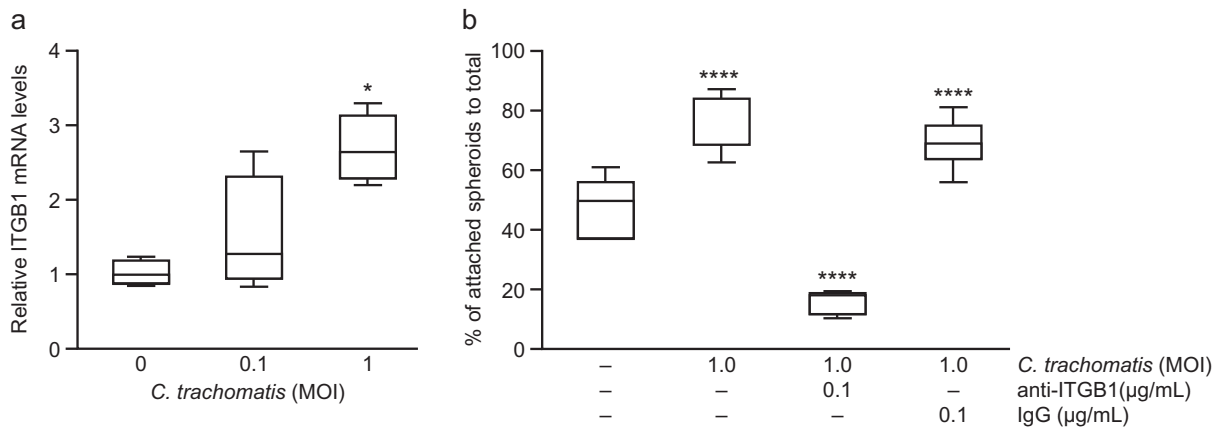 a
Relative ITGB1 mRNA levels
4
3
2
1
0
*
0 0.1 1
C. trachomatis (MOI)
b
% of attached spheroids to total
100
80
60
40
20
0
**** **** ****
– 1.0 1.0 1.0 C. trachomatis (MOI)
– – 0.1 – anti-ITGB1(µg/mL)
– – – 0.1 IgG (µg/mL)